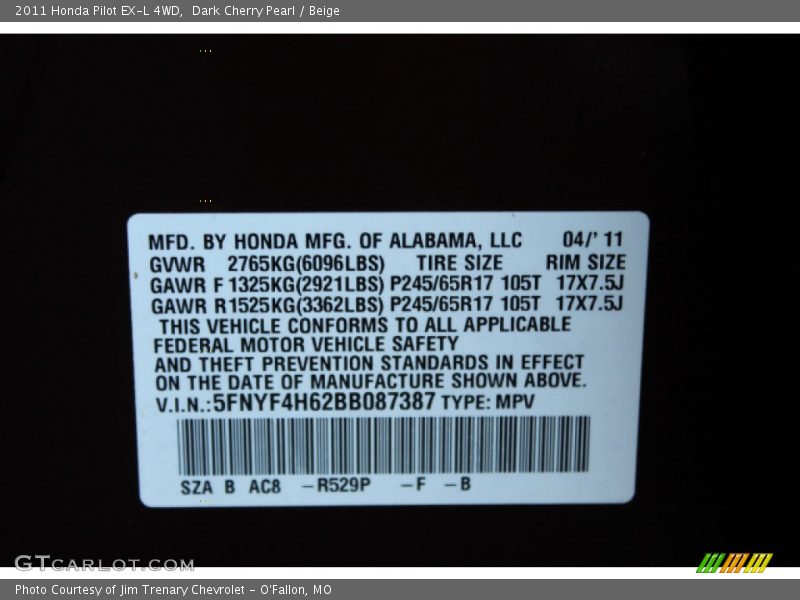 2011 Honda Pilot EX-L 4WD,  Dark Cherry Pearl / Beige
MFD. BY HONDA MFG. OF ALABAMA, LLC 04/' 11
GVWR 2765KG(6096LBS) TIRE SIZE RIM SIZE
GAWR F 1325KG(2921LBS) P245/65R17 105T 17X7.5J
GAWR R1525KG(3362LBS) P245/65R17 105T 17X7.5J
THIS VEHICLE CONFORMS TO ALL APPLICABLE
FEDERAL MOTOR VEHICLE SAFETY
AND THEFT PREVENTION STANDARDS IN EFFECT
ON THE DATE OF MANUFACTURE SHOWN ABOVE.
V.I.N.:5FNYF4H62BB087387 TYPE: MPV
SZA B AC8 -R529P -F -B
GTCARLOT.COM
Photo Courtesy of Jim Trenary Chevrolet - O'Fallon, MO